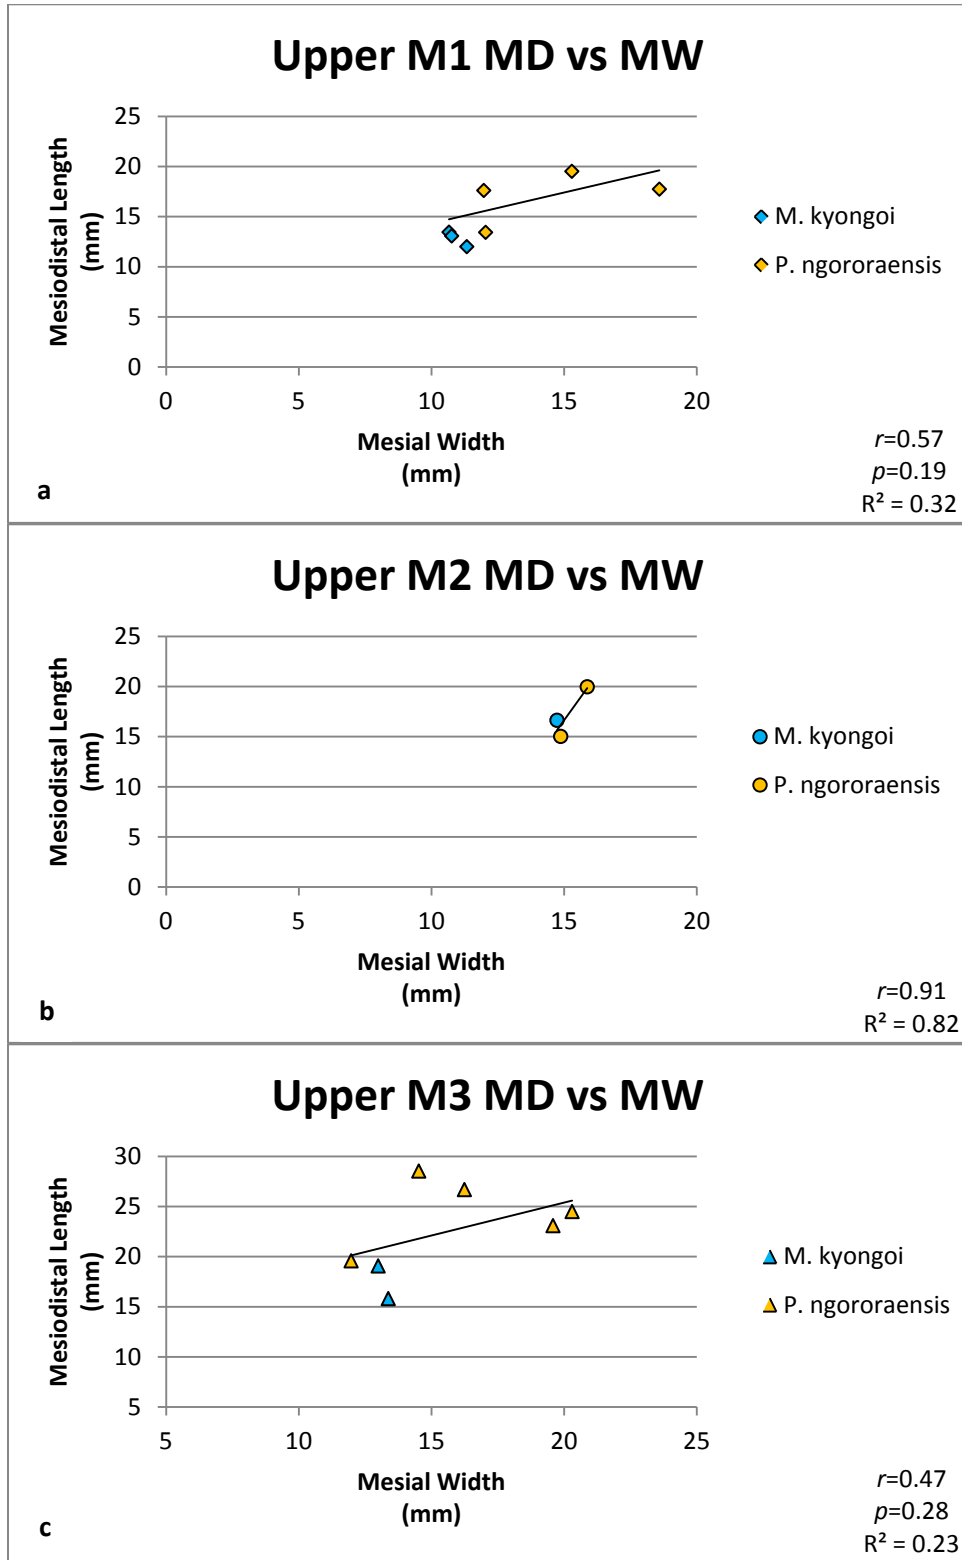 Upper M1 MD vs MW
Mesiodistal Length
(mm)
25
20
15
10
5
0
0 5 10 15 20
Mesial Width
(mm)
M. kyongoi
P. ngororaensis
r=0.57
p=0.19
R² = 0.32
a
Upper M2 MD vs MW
Mesiodistal Length
(mm)
25
20
15
10
5
0
0 5 10 15 20
Mesial Width
(mm)
M. kyongoi
P. ngororaensis
r=0.91
R² = 0.82
b
Upper M3 MD vs MW
Mesiodistal Length
(mm)
30
25
20
15
10
5
5 10 15 20 25
Mesial Width
(mm)
M. kyongoi
P. ngororaensis
r=0.47
p=0.28
R² = 0.23
c